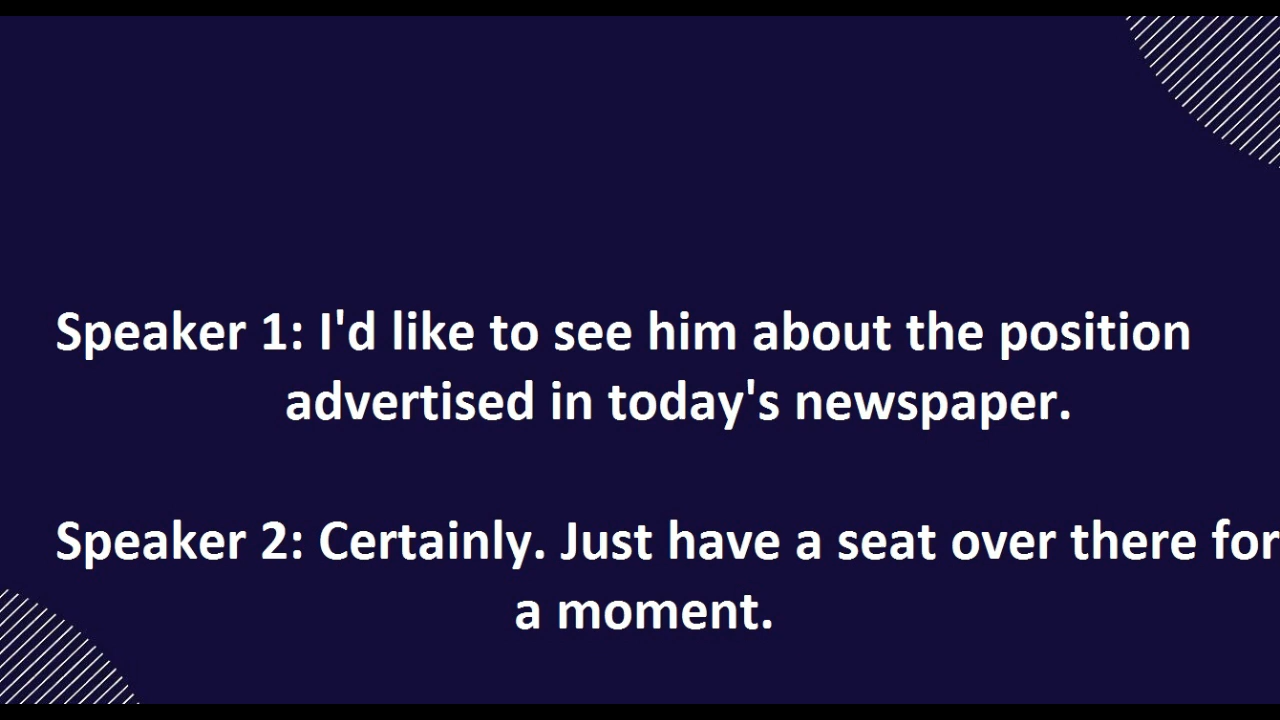 Speaker 1: I'd like to see him about the position
advertised in today's newspaper.
Speaker 2: Certainly. Just have a seat over there for
a moment.